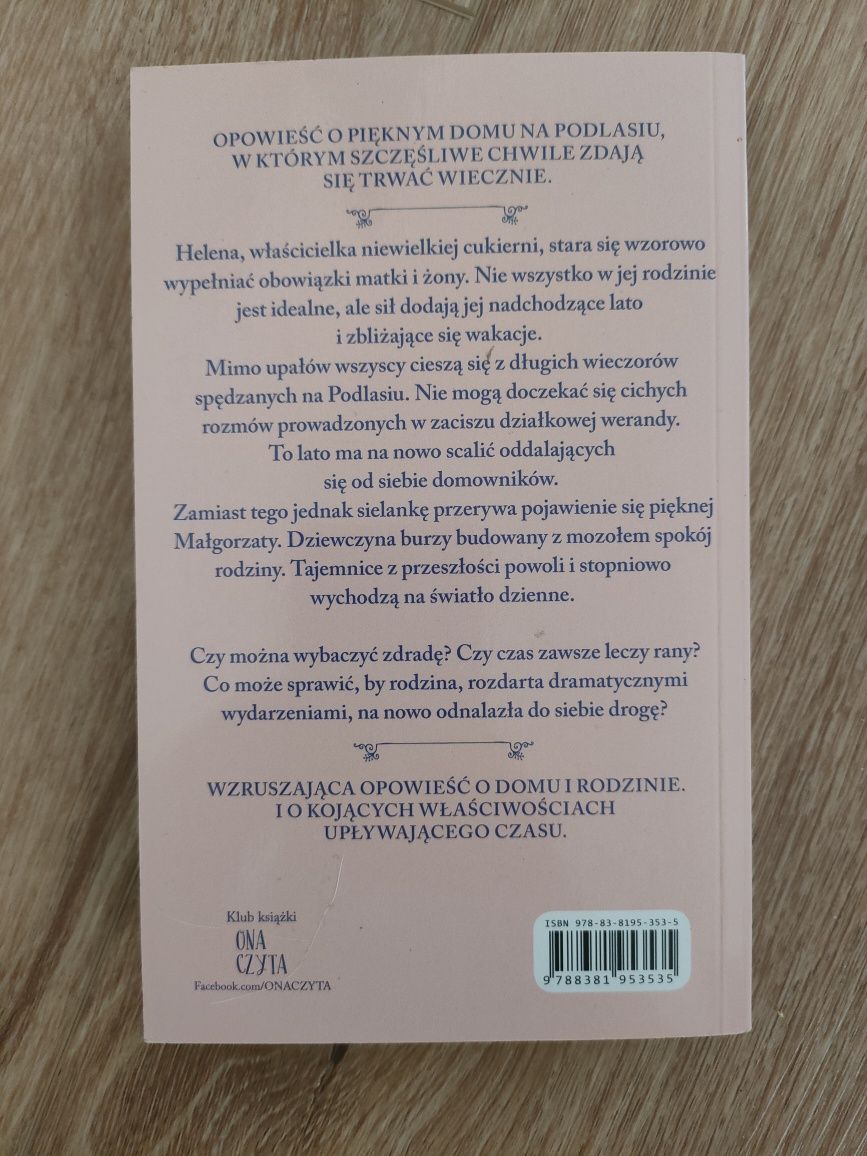 OPOWIEŚĆ O PIĘKNYM DOMU NA PODLASIU,
W KTÓRYM SZCZĘŚLIWE CHWILE ZDAJĄ
SIĘ TRWAĆ WIECZNIE.
Helena, właścicielka niewielkiej cukierni, stara się wzorowo
wypełniać obowiązki matki i żony. Nie wszystko w jej rodzinie
jest idealne, ale sił dodają jej nadchodzące lato
i zbliżające się wakacje.
Mimo upałów wszyscy cieszą się z długich wieczorów
spędzanych na Podlasiu. Nie mogą doczekać się cichych
rozmów prowadzonych w zaciszu działkowej werandy.
To lato ma na nowo scalić oddalających
się od siebie domowników.
Zamiast tego jednak sielankę przerywa pojawienie się pięknej
Małgorzaty. Dziewczyna burzy budowany z mozołem spokój
rodziny. Tajemnice z przeszłości powoli i stopniowo
wychodzą na światło dzienne.
Czy można wybaczyć zdradę? Czy czas zawsze leczy rany?
Co może sprawić, by rodzina, rozdarta dramatycznymi
wydarzeniami, na nowo odnalazła do siebie drogę?
WZRUSZAJĄCA OPOWIEŚĆ O DOMU I RODZINIE.
I O KOJĄCYCH WŁAŚCIWOŚCIACH
UPŁYWAJĄCEGO CZASU.
Klub książki
ONA
CZYTA
Facebook.com/ONACZYTA
ISBN 978-83-8195-353-5
9 788381 953535